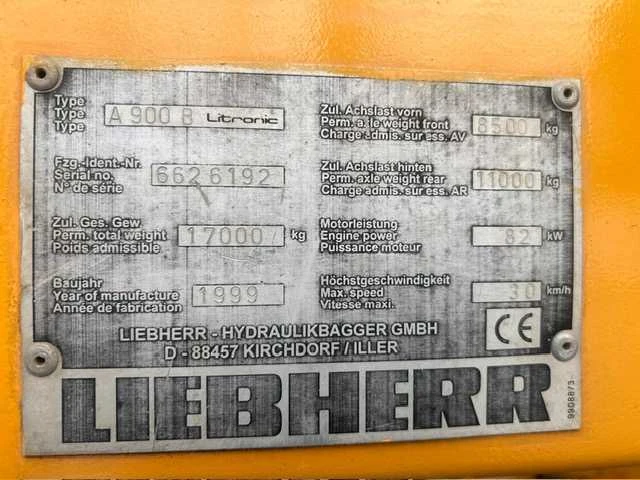 Type
Type
Type
A 900 B Litronic
Zul. Achslast vorn
Perm. a le weight front
Charge admis. sur ess. AV
8500 kg
Fzg.-Ident.-Nr.
Serial no.
N° de série
662 6192
Zul. Achslast hinten
Perm. axle weight rear
Charge admis. sur ess. AR
11000 kg
Zul. Ges. Gew
Perm. total weight
Poids admissible
17000 kg
Motorleistung
Engine power
Puissance moteur
82 kW
Baujahr
Year of manufacture
Année de fabrication
1999
Höchstgeschwindigkeit
Max. speed
Vitesse maxi.
30 km/h
LIEBHERR - HYDRAULIKBAGGER GMBH
D - 88457 KIRCHDORF / ILLER
CE
LIEBHERR
9908873